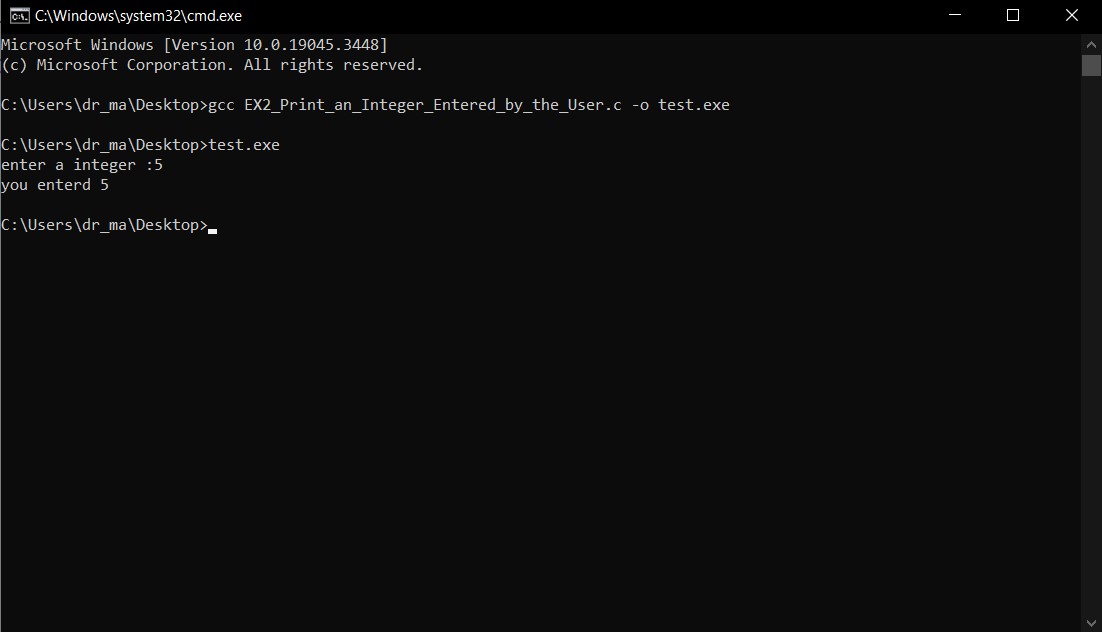 C:\Windows\system32\cmd.exe
Microsoft Windows [Version 10.0.19045.3448]
(c) Microsoft Corporation. All rights reserved.
C:\Users\dr_ma\Desktop>gcc EX2_Print_an_Integer_Entered_by_the_User.c -o test.exe
C:\Users\dr_ma\Desktop>test.exe
enter a integer :5
you enterd 5
C:\Users\dr_ma\Desktop>